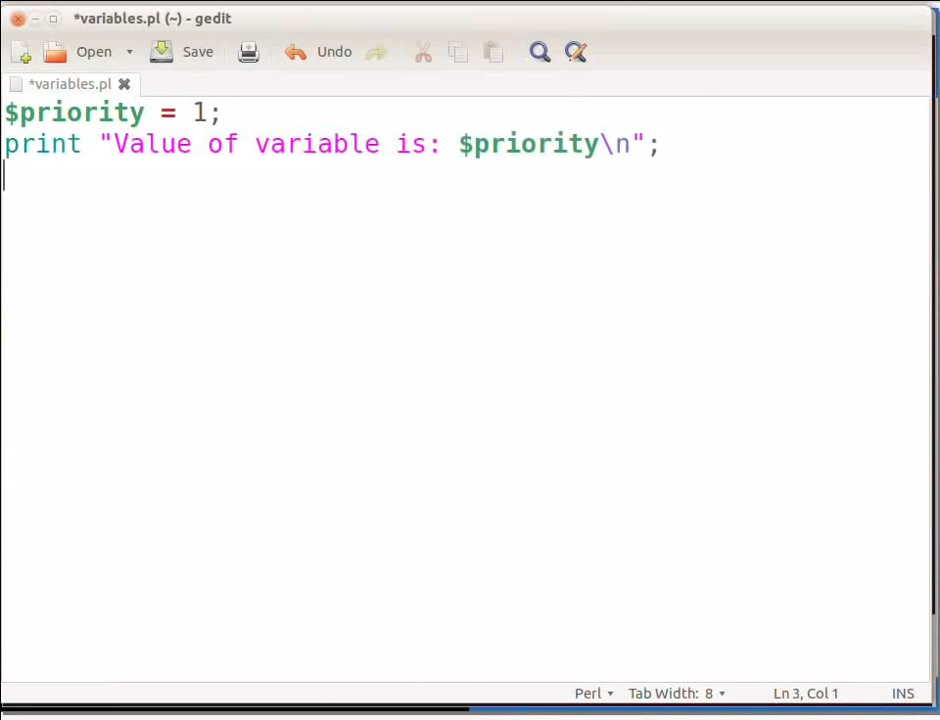 *variables.pl (~) - gedit
Open Save Undo
*variables.pl
$priority = 1;
print "Value of variable is: $priority\n";
Perl Tab Width: 8 Ln 3, Col 1 INS